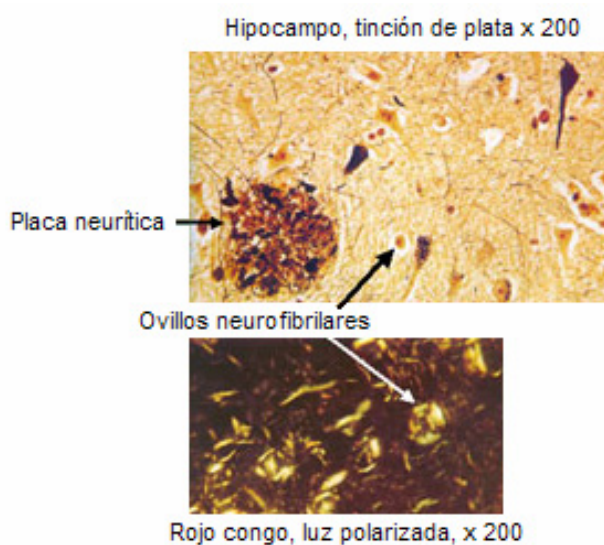 Hipocampo, tinción de plata x 200
Placa neurítica
Ovillos neurofibrilares
Rojo congo, luz polarizada, x 200